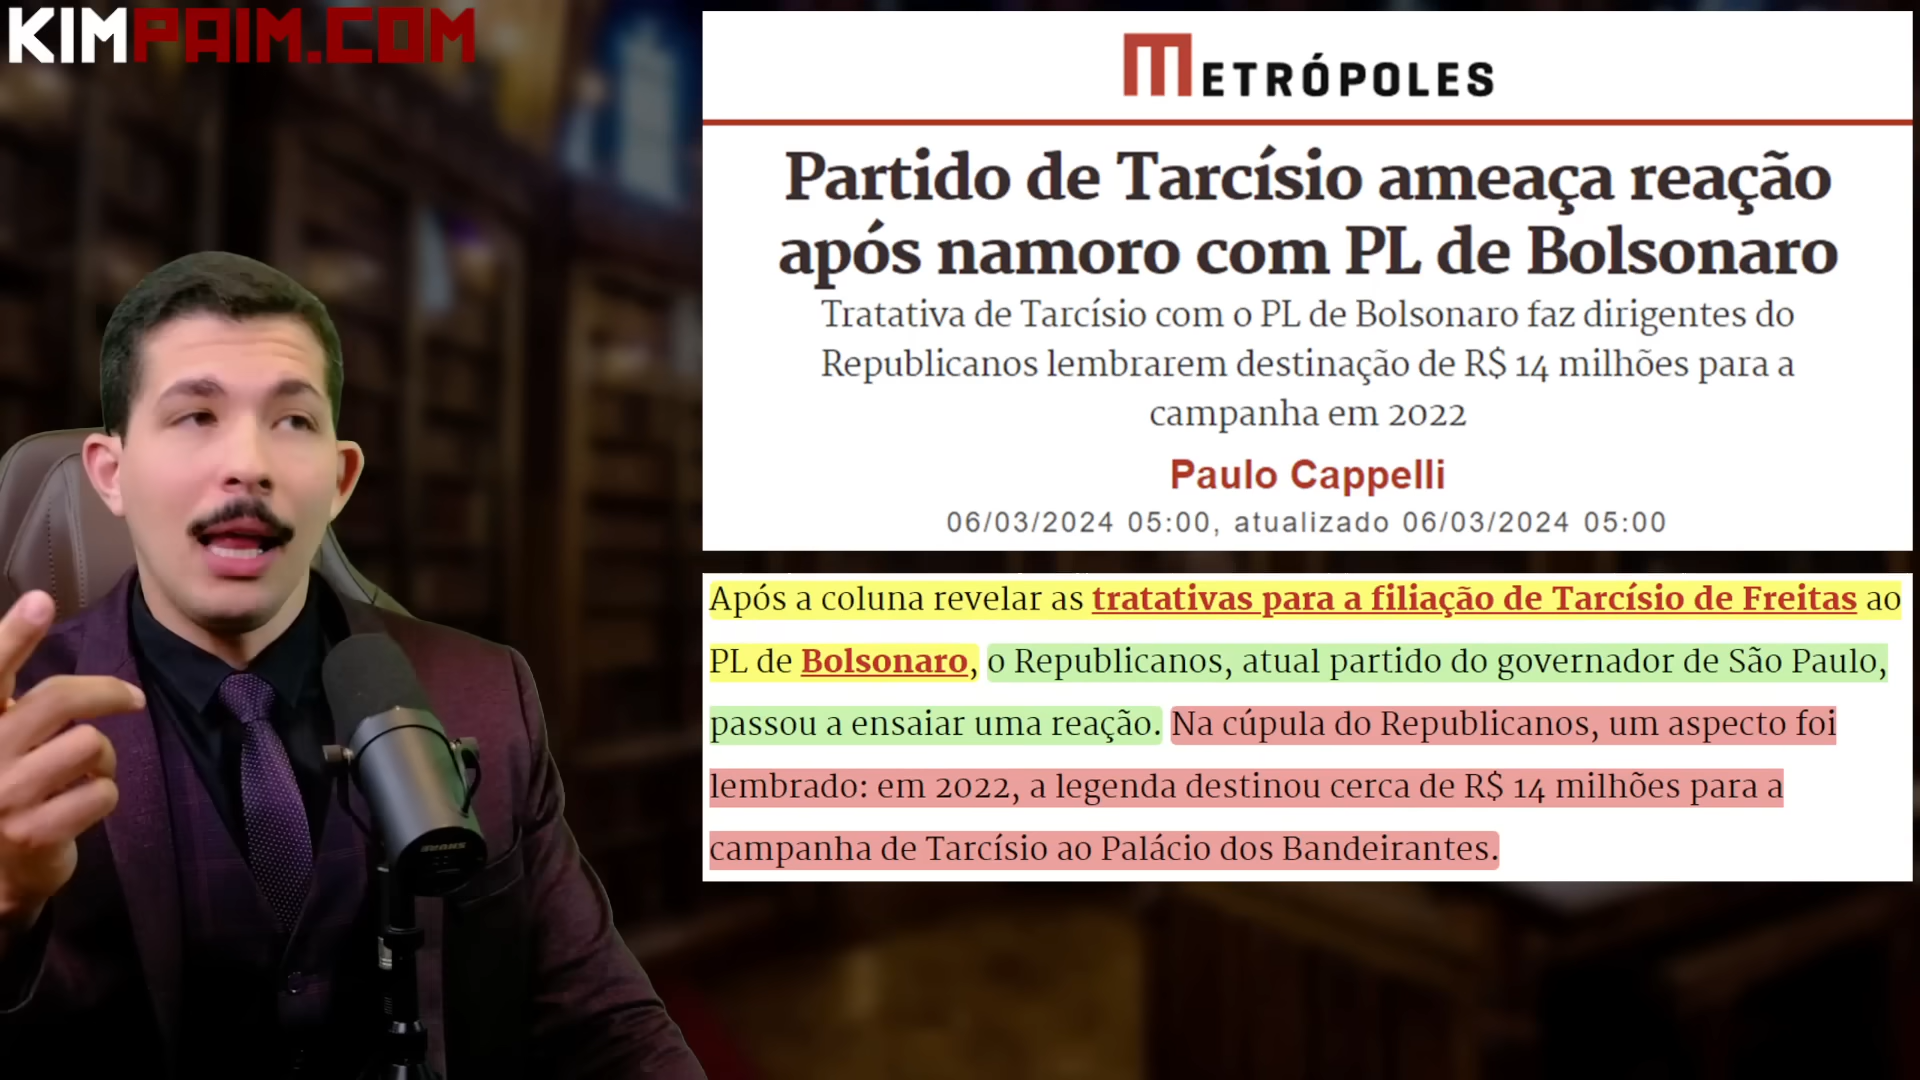 KIMPAIM.COM
METRÓPOLES
Partido de Tarcísio ameaça reação
após namoro com PL de Bolsonaro
Tratativa de Tarcísio com o PL de Bolsonaro faz dirigentes do
Republicanos lembrarem destinação de R$ 14 milhões para a
campanha em 2022
Paulo Cappelli
06/03/2024 05:00, atualizado 06/03/2024 05:00
Após a coluna revelar as tratativas para a filiação de Tarcísio de Freitas ao
PL de Bolsonaro, o Republicanos, atual partido do governador de São Paulo,
passou a ensaiar uma reação. Na cúpula do Republicanos, um aspecto foi
lembrado: em 2022, a legenda destinou cerca de R$ 14 milhões para a
campanha de Tarcísio ao Palácio dos Bandeirantes.